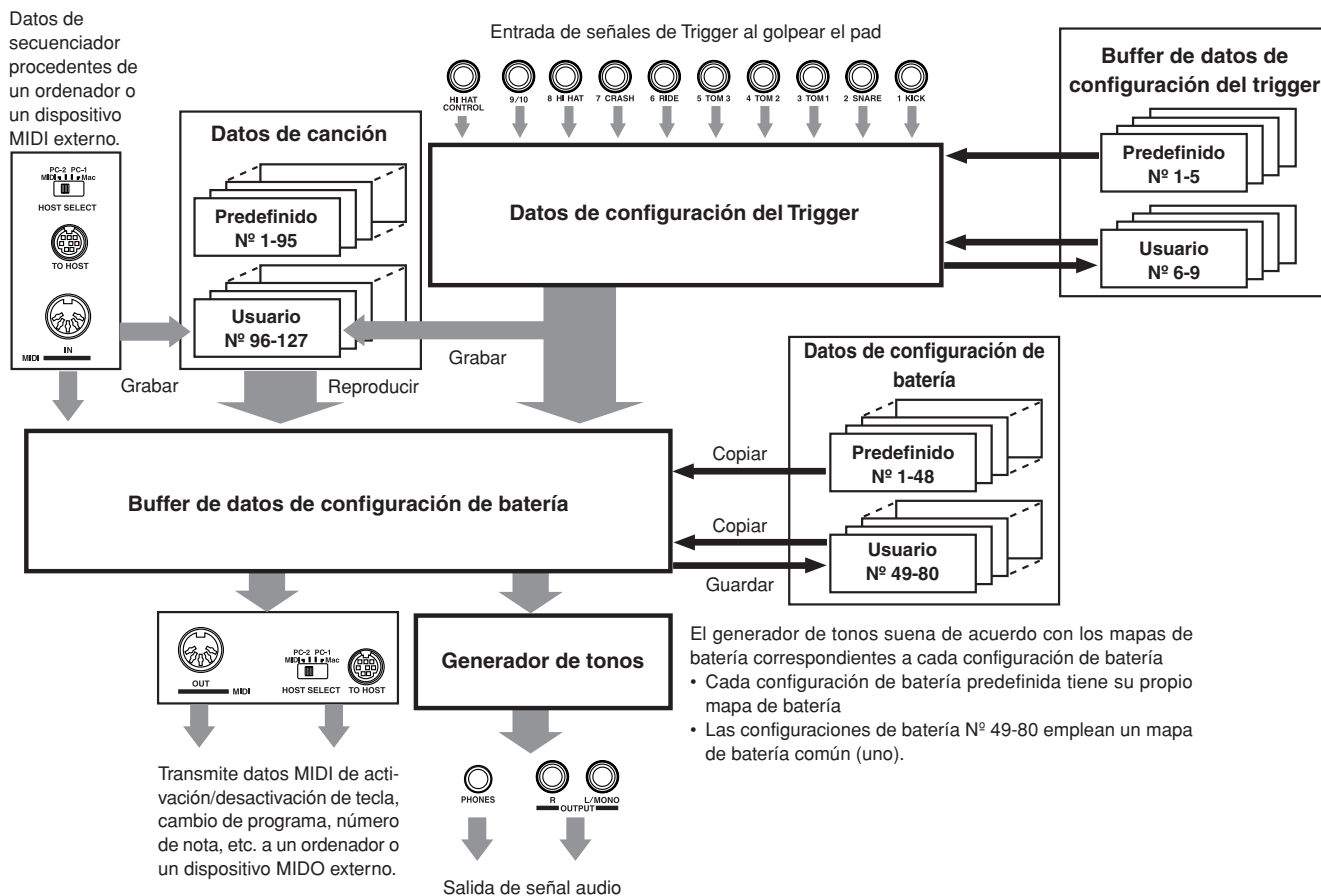 Datos de
secuenciador
procedentes de
un ordenador o
un dispositivo
MIDI externo.
PC-2 PC-1
MIDI Mac
HOST SELECT
TO HOST
IN
MIDI
Grabar
Datos de canción
Predefinido
Nº 1-95
Usuario
Nº 96-127
Reproducir
Grabar
Entrada de señales de Trigger al golpear el pad
HI HAT
CONTROL
9/10
8 HI HAT
7 CRASH
6 RIDE
5 TOM 3
4 TOM 2
3 TOM 1
2 SNARE
1 KICK
Datos de configuración del Trigger
Buffer de datos de
configuración del trigger
Predefinido
Nº 1-5
Usuario
Nº 6-9
Datos de configuración de
batería
Predefinido
Nº 1-48
Usuario
Nº 49-80
Copiar
Copiar
Guardar
Buffer de datos de configuración de batería
OUT
MIDI
PC-2 PC-1
MIDI Mac
HOST SELECT
TO HOST
Generador de tonos
El generador de tonos suena de acuerdo con los mapas de
batería correspondientes a cada configuración de batería
• Cada configuración de batería predefinida tiene su propio
mapa de batería
• Las configuraciones de batería Nº 49-80 emplean un mapa
de batería común (uno).
Transmite datos MIDI de acti-
vación/desactivación de tecla,
cambio de programa, número
de nota, etc. a un ordenador o
un dispositivo MIDO externo.
PHONES
R
L/MONO
OUTPUT
Salida de señal audio